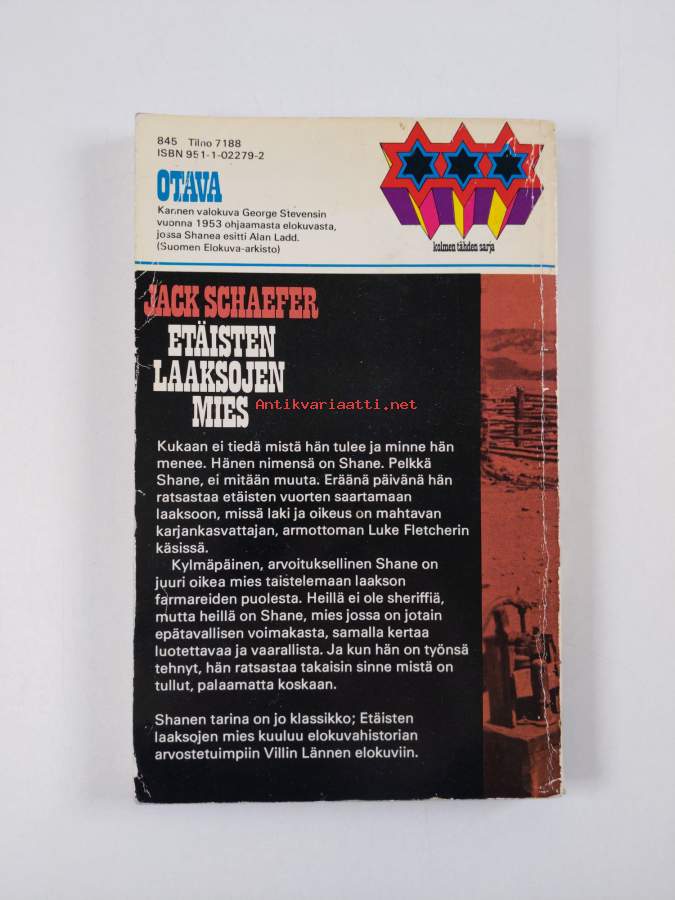 845 Tilno 7188
ISBN 951-1-02279-2
OTAVA
Kannen valokuva George Stevensin
vuonna 1953 ohjaamasta elokuvasta,
jossa Shanea esitti Alan Ladd.
(Suomen Elokuva-arkisto)
kolmen tähden sarja
JACK SCHAEFER
ETÄISTEN
LAAKSOJEN
MIES
Antikvariaatti.net
Kukaan ei tiedä mistä hän tulee ja minne hän
menee. Hänen nimensä on Shane. Pelkkä
Shane, ei mitään muuta. Eräänä päivänä hän
ratsastaa etäisten vuorten saartamaan
laaksoon, missä laki ja oikeus on mahtavan
karjankasvattajan, armottoman Luke Fletcherin
käsissä.
Kylmäpäinen, arvoituksellinen Shane on
juuri oikea mies taistelemaan laakson
farmareiden puolesta. Heillä ei ole sheriffiä,
mutta heillä on Shane, mies jossa on jotain
epätavallisen voimakasta, samalla kertaa
luotettavaa ja vaarallista. Ja kun hän on työnsä
tehnyt, hän ratsastaa takaisin sinne mistä on
tullut, palaamatta koskaan.
Shanen tarina on jo klassikko; Etäisten
laaksojen mies kuuluu elokuvahistorian
arvostetuimpiin Villin Lännen elokuviin.